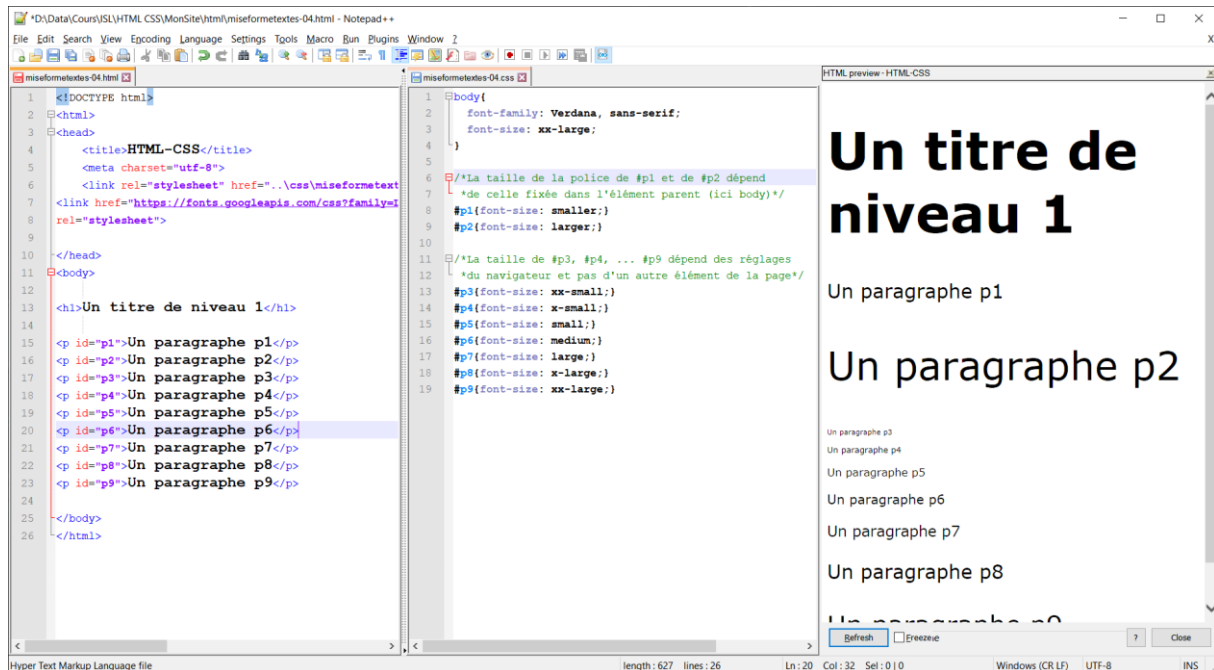 *D:\Data\Cours\ISL\HTML CSS\MonSite\html\miseformetextes-04.html - Notepad++
File Edit Search View Encoding Language Settings Tools Macro Run Plugins Window ? X
miseformetextes-04.html
1 <!DOCTYPE html>
2 <html>
3 <head>
4 <title>HTML-CSS</title>
5 <meta charset="utf-8">
6 <link rel="stylesheet" href="..\css\miseformetext
7 <link href="https://fonts.googleapis.com/css?family=I
8 rel="stylesheet">
9
10 </head>
11 <body>
12
13 <h1>Un titre de niveau 1</h1>
14
15 <p id="p1">Un paragraphe p1</p>
16 <p id="p2">Un paragraphe p2</p>
17 <p id="p3">Un paragraphe p3</p>
18 <p id="p4">Un paragraphe p4</p>
19 <p id="p5">Un paragraphe p5</p>
20 <p id="p6">Un paragraphe p6</p>
21 <p id="p7">Un paragraphe p7</p>
22 <p id="p8">Un paragraphe p8</p>
23 <p id="p9">Un paragraphe p9</p>
24
25 </body>
26 </html>
miseformetextes-04.css
1 body{
2 font-family: Verdana, sans-serif;
3 font-size: xx-large;
4 }
5
6 /*La taille de la police de #p1 et de #p2 dépend
7 *de celle fixée dans l'élément parent (ici body)*/
8 #p1{font-size: smaller;}
9 #p2{font-size: larger;}
10
11 /*La taille de #p3, #p4, ... #p9 dépend des réglages
12 *du navigateur et pas d'un autre élément de la page*/
13 #p3{font-size: xx-small;}
14 #p4{font-size: x-small;}
15 #p5{font-size: small;}
16 #p6{font-size: medium;}
17 #p7{font-size: large;}
18 #p8{font-size: x-large;}
19 #p9{font-size: xx-large;}
HTML preview - HTML-CSS
Un titre de
niveau 1
Un paragraphe p1
Un paragraphe p2
Un paragraphe p3
Un paragraphe p4
Un paragraphe p5
Un paragraphe p6
Un paragraphe p7
Un paragraphe p8
Un paragraphe p9
Refresh Freeze ? Close
Hyper Text Markup Language file length : 627 lines : 26 Ln : 20 Col : 32 Sel : 0 | 0 Windows (CR LF) UTF-8 INS